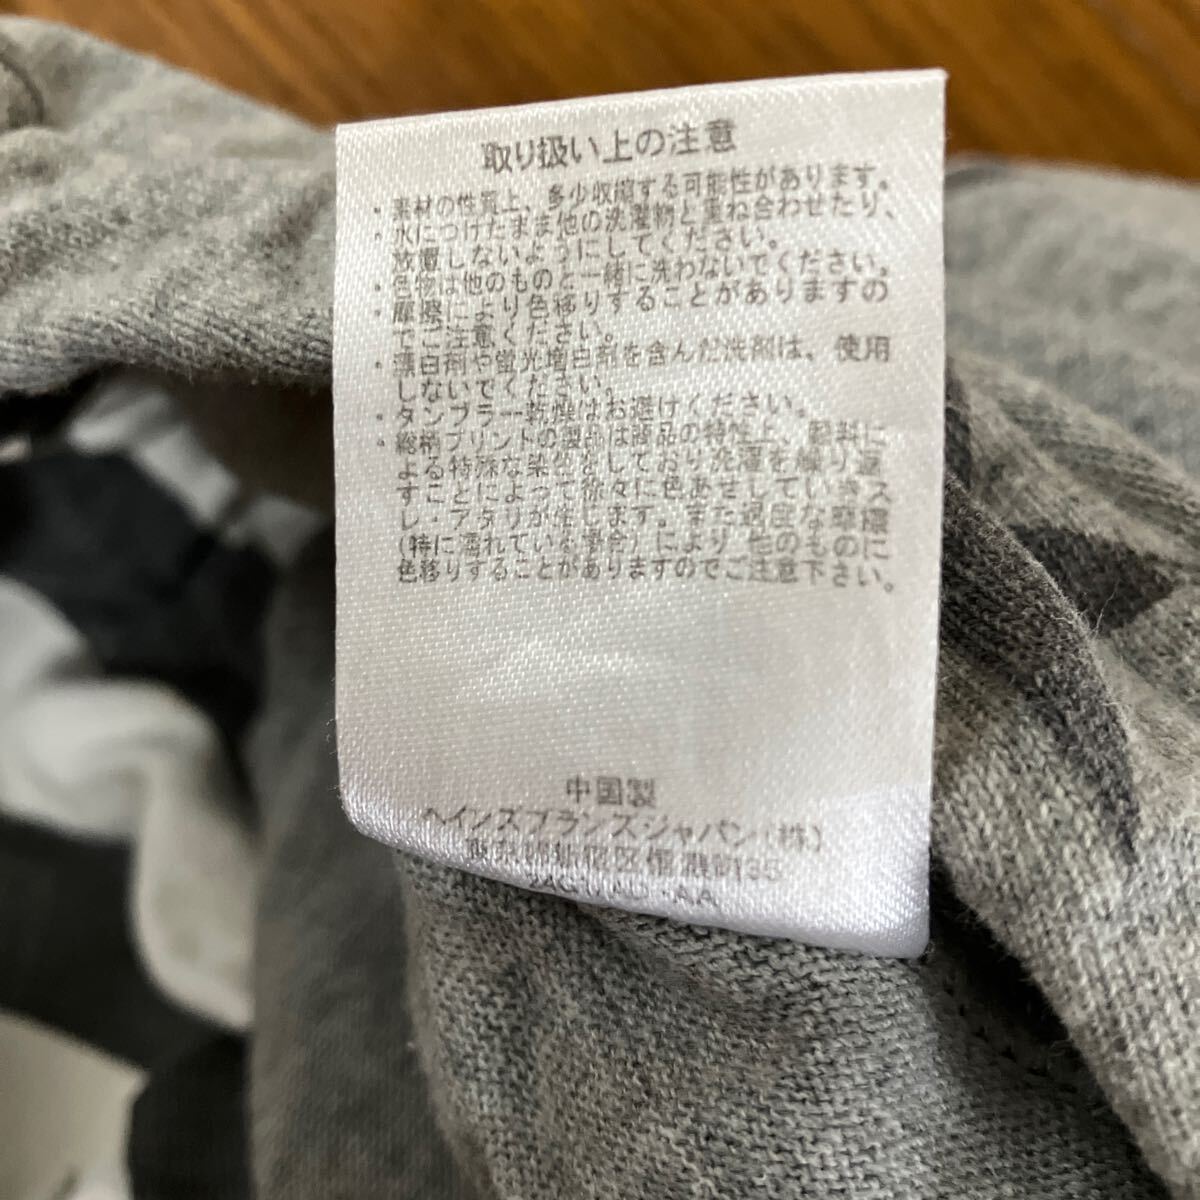 取り扱い上の注意
・素材の性質上、多少収縮する可能性があります。
・水につけたまま他の洗濯物と重ね合わせたり、
放置しないようにしてください。
・色物は他のものと一緒に洗わないでください。
・摩擦により色移りすることがありますの
でご注意ください。
・漂白剤や蛍光増白剤を含んだ洗剤は、使用
しないでください。
・タンブラー乾燥はお避けください。
・総柄プリントの製品は商品の特性上、顔料に
よる特殊な染色をしており洗濯を繰り返
すことによって徐々に色あせしていきス
レ・アタリが生じます。また過度な摩擦
(特に濡れている場合)により他のものに
色移りすることがありますのでご注意下さい。
中国製
ヘインズブランズジャパン(株)
東京都新宿区信濃町35
AA